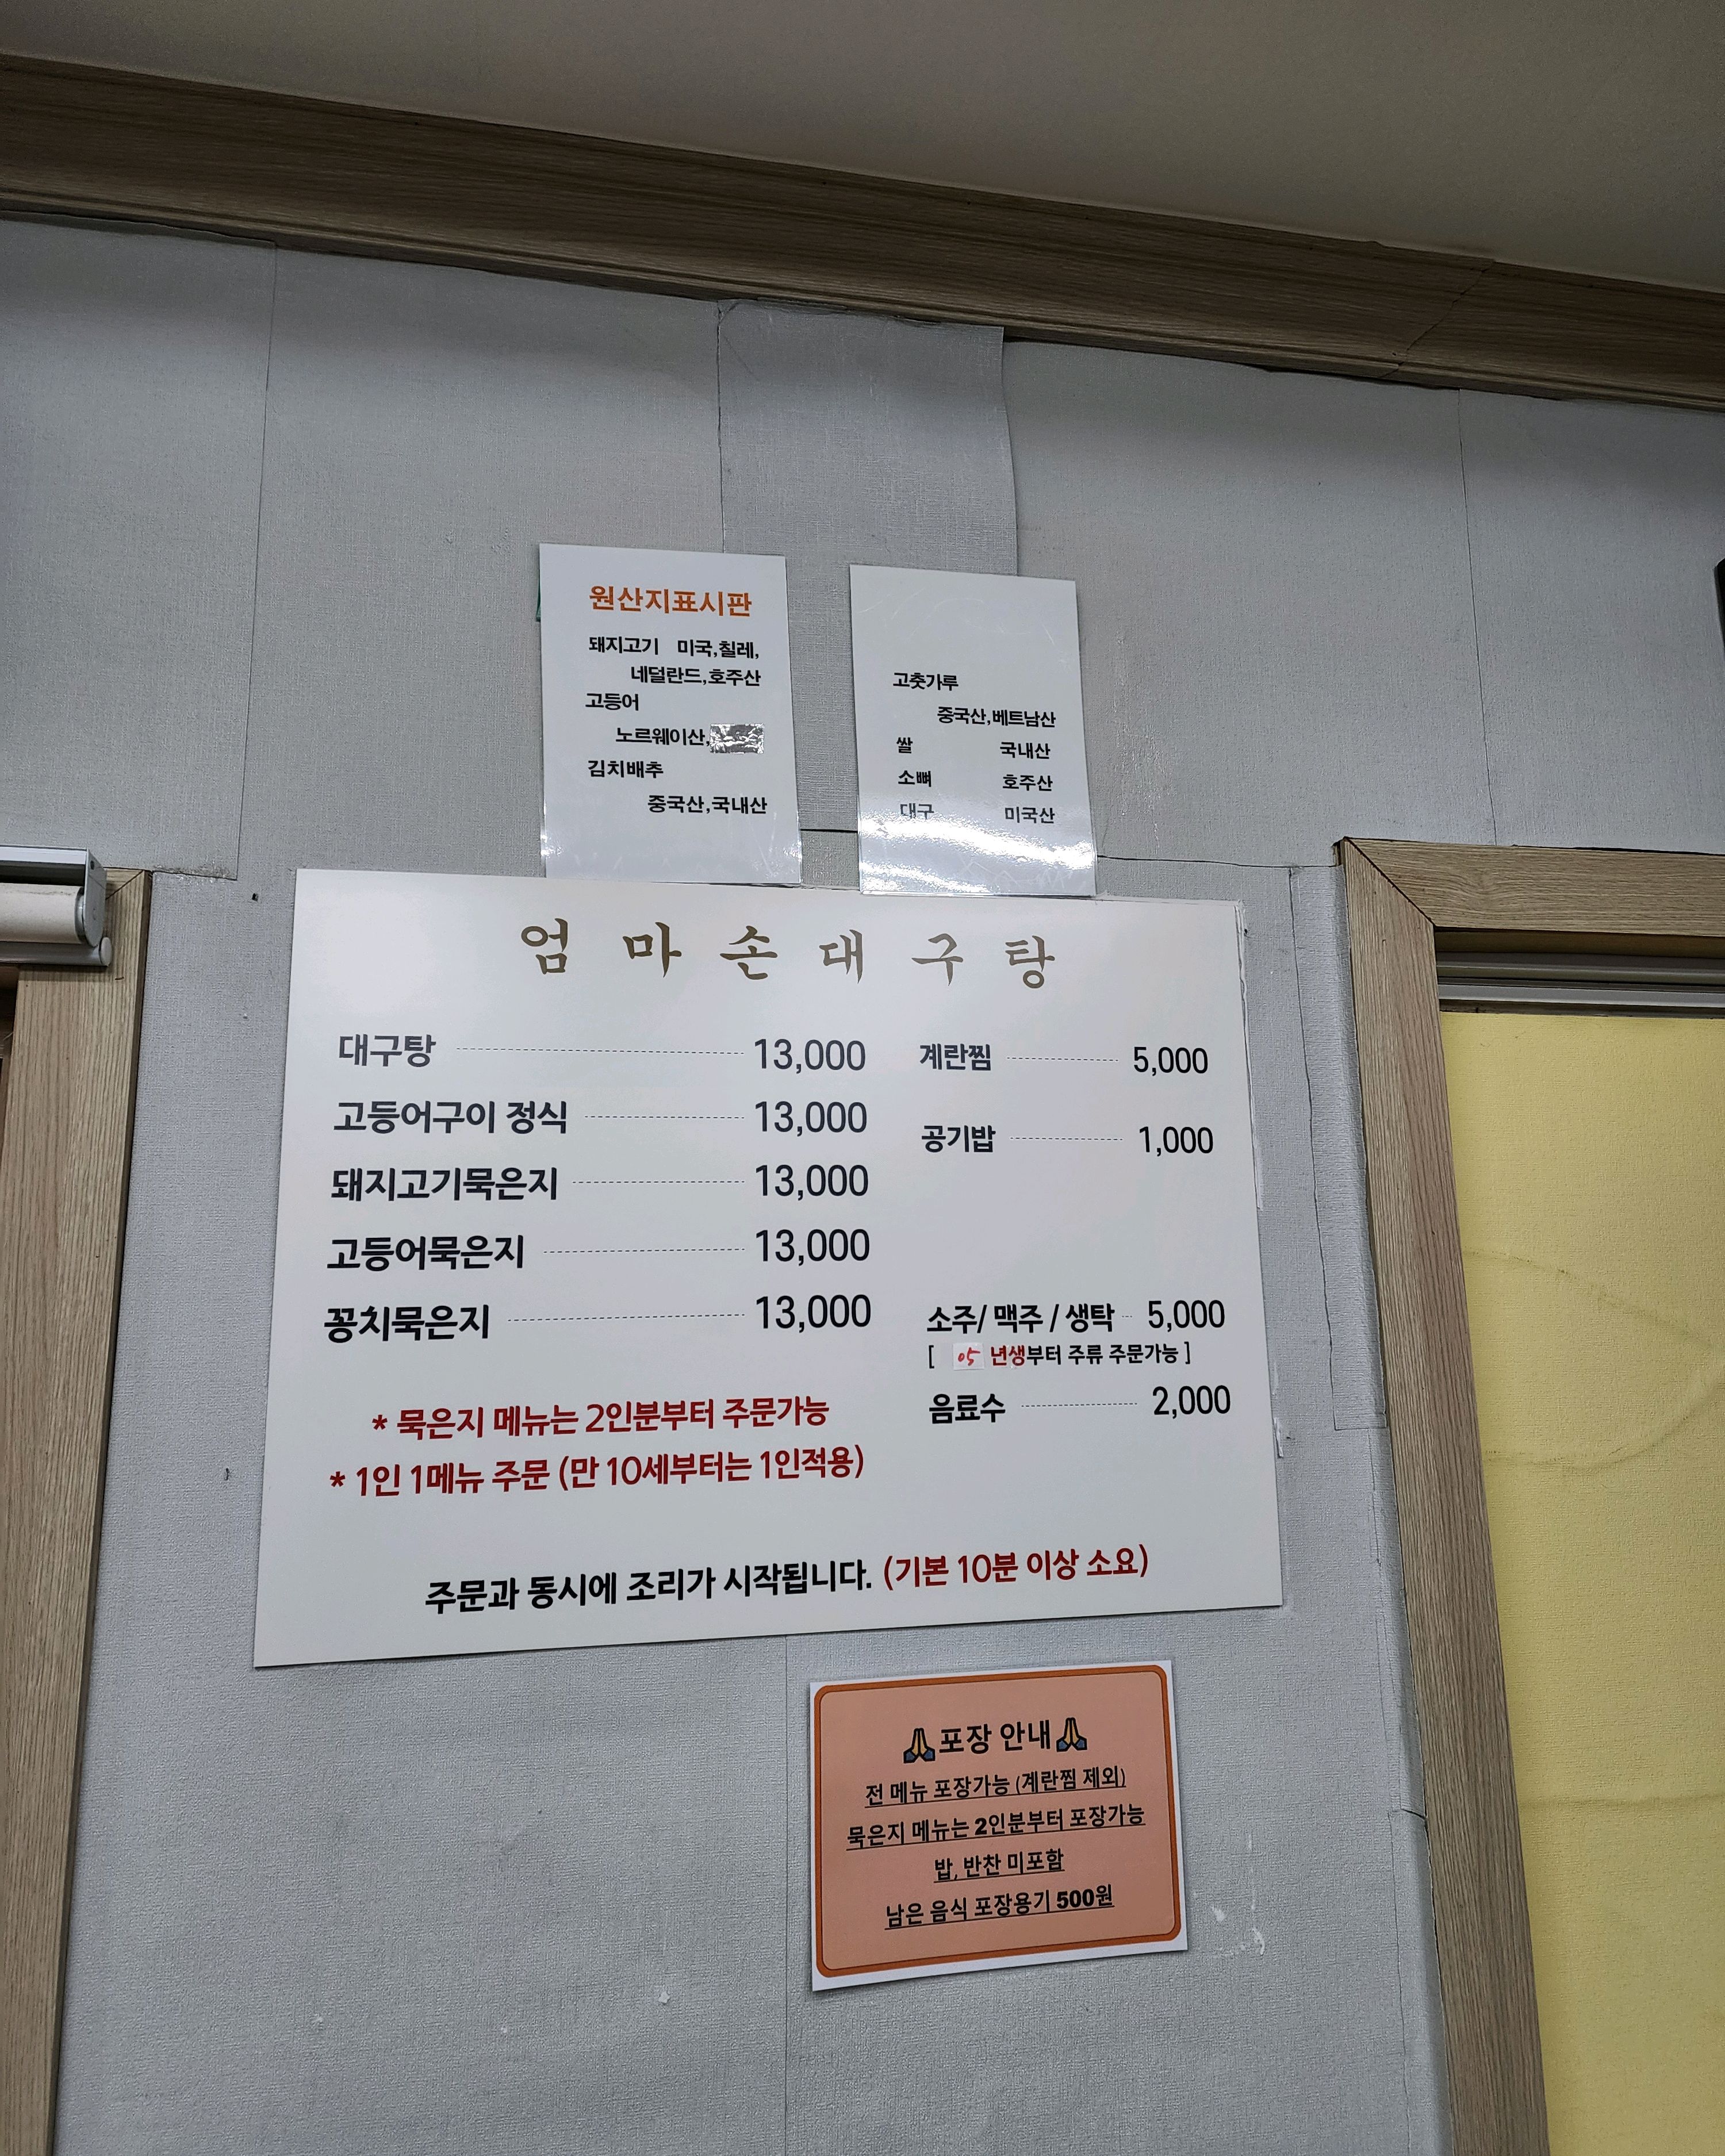 원산지표시판
돼지고기 미국,칠레,
네덜란드,호주산
고등어
노르웨이산,
김치배추
중국산,국내산
고춧가루
중국산,베트남산
쌀 국내산
소뼈 호주산
대구 미국산
엄마손대구탕
대구탕 13,000
고등어구이 정식 13,000
돼지고기묵은지 13,000
고등어묵은지 13,000
꽁치묵은지 13,000
* 묵은지 메뉴는 2인분부터 주문가능
* 1인 1메뉴 주문 (만 10세부터는 1인적용)
계란찜 5,000
공기밥 1,000
소주/ 맥주 / 생탁 5,000
[ 05 년생부터 주류 주문가능 ]
음료수 2,000
주문과 동시에 조리가 시작됩니다. (기본 10분 이상 소요)
🙏포장 안내🙏
전 메뉴 포장가능 (계란찜 제외)
묵은지 메뉴는 2인분부터 포장가능
밥, 반찬 미포함
남은 음식 포장용기 500원